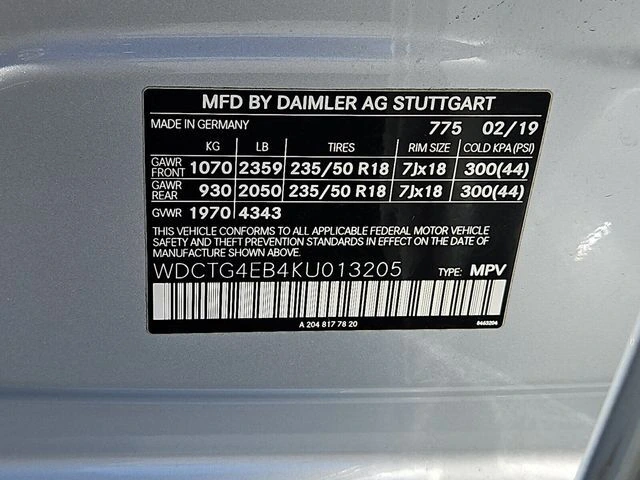 MFD BY DAIMLER AG STUTTGART
MADE IN GERMANY 775 02/19
KG LB TIRES RIM SIZE COLD KPA(PSI)
GAWR FRONT 1070 2359 235/50 R18 7Jx18 300(44)
GAWR REAR 930 2050 235/50 R18 7Jx18 300(44)
GVWR 1970 4343
THIS VEHICLE CONFORMS TO ALL APPLICABLE FEDERAL MOTOR VEHICLE
SAFETY AND THEFT PREVENTION STANDARDS IN EFFECT ON THE DATE OF
MANUFACTURE SHOWN ABOVE.
WDCTG4EB4KU013205 TYPE: MPV
A 204 817 78 20 8463204